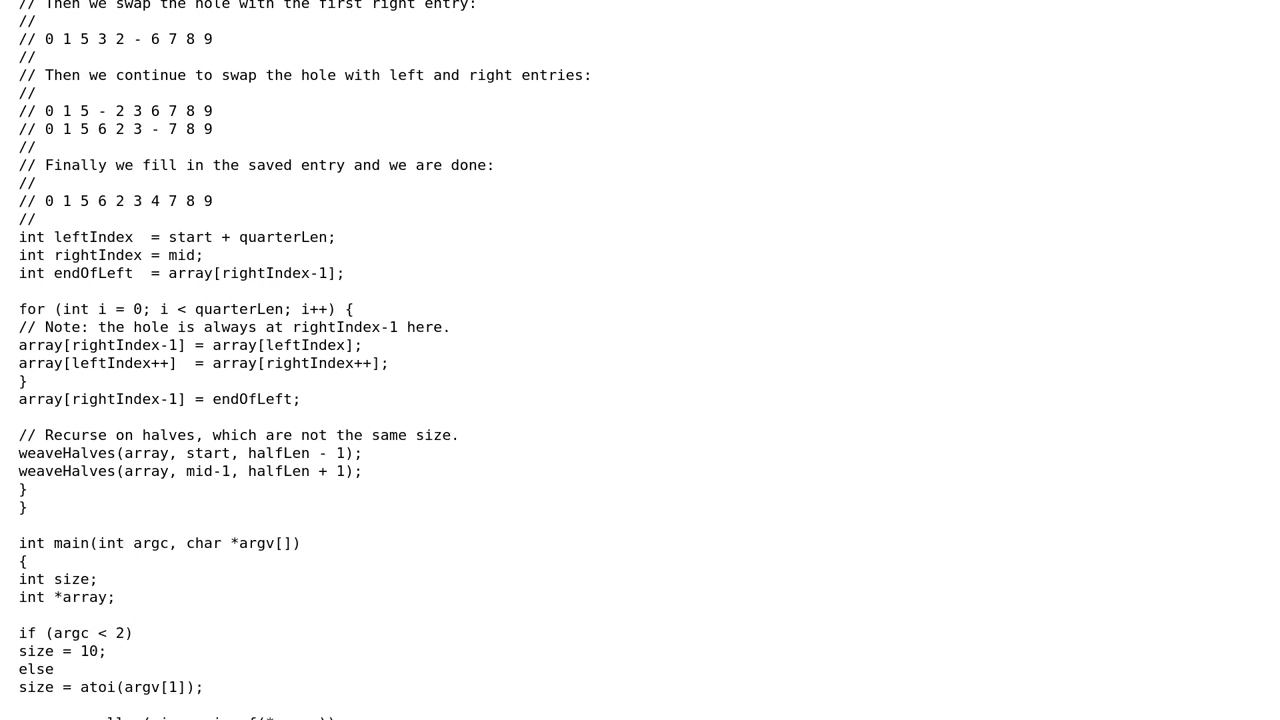 // Then we swap the hole with the first right entry:
//
// 0 1 5 3 2 - 6 7 8 9
//
// Then we continue to swap the hole with left and right entries:
//
// 0 1 5 - 2 3 6 7 8 9
// 0 1 5 6 2 3 - 7 8 9
//
// Finally we fill in the saved entry and we are done:
//
// 0 1 5 6 2 3 4 7 8 9
//
int leftIndex  = start + quarterLen;
int rightIndex = mid;
int endOfLeft  = array[rightIndex-1];

for (int i = 0; i < quarterLen; i++) {
// Note: the hole is always at rightIndex-1 here.
array[rightIndex-1] = array[leftIndex];
array[leftIndex++]  = array[rightIndex++];
}
array[rightIndex-1] = endOfLeft;

// Recurse on halves, which are not the same size.
weaveHalves(array, start, halfLen - 1);
weaveHalves(array, mid-1, halfLen + 1);
}
}

int main(int argc, char *argv[])
{
int size;
int *array;

if (argc < 2)
size = 10;
else
size = atoi(argv[1]);